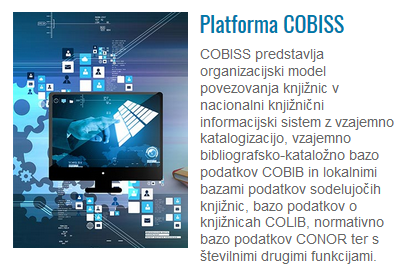 Platforma COBISS
COBISS predstavlja
organizacijski model
povezovanja knjižnic v
nacionalni knjižnični
informacijski sistem z vzajemno
katalogizacijo, vzajemno
bibliografsko-kataložno bazo
podatkov COBIB in lokalnimi
bazami podatkov sodelujočih
knjižnic, bazo podatkov o
knjižnicah COLIB, normativno
bazo podatkov CONOR ter s
številnimi drugimi funkcijami.